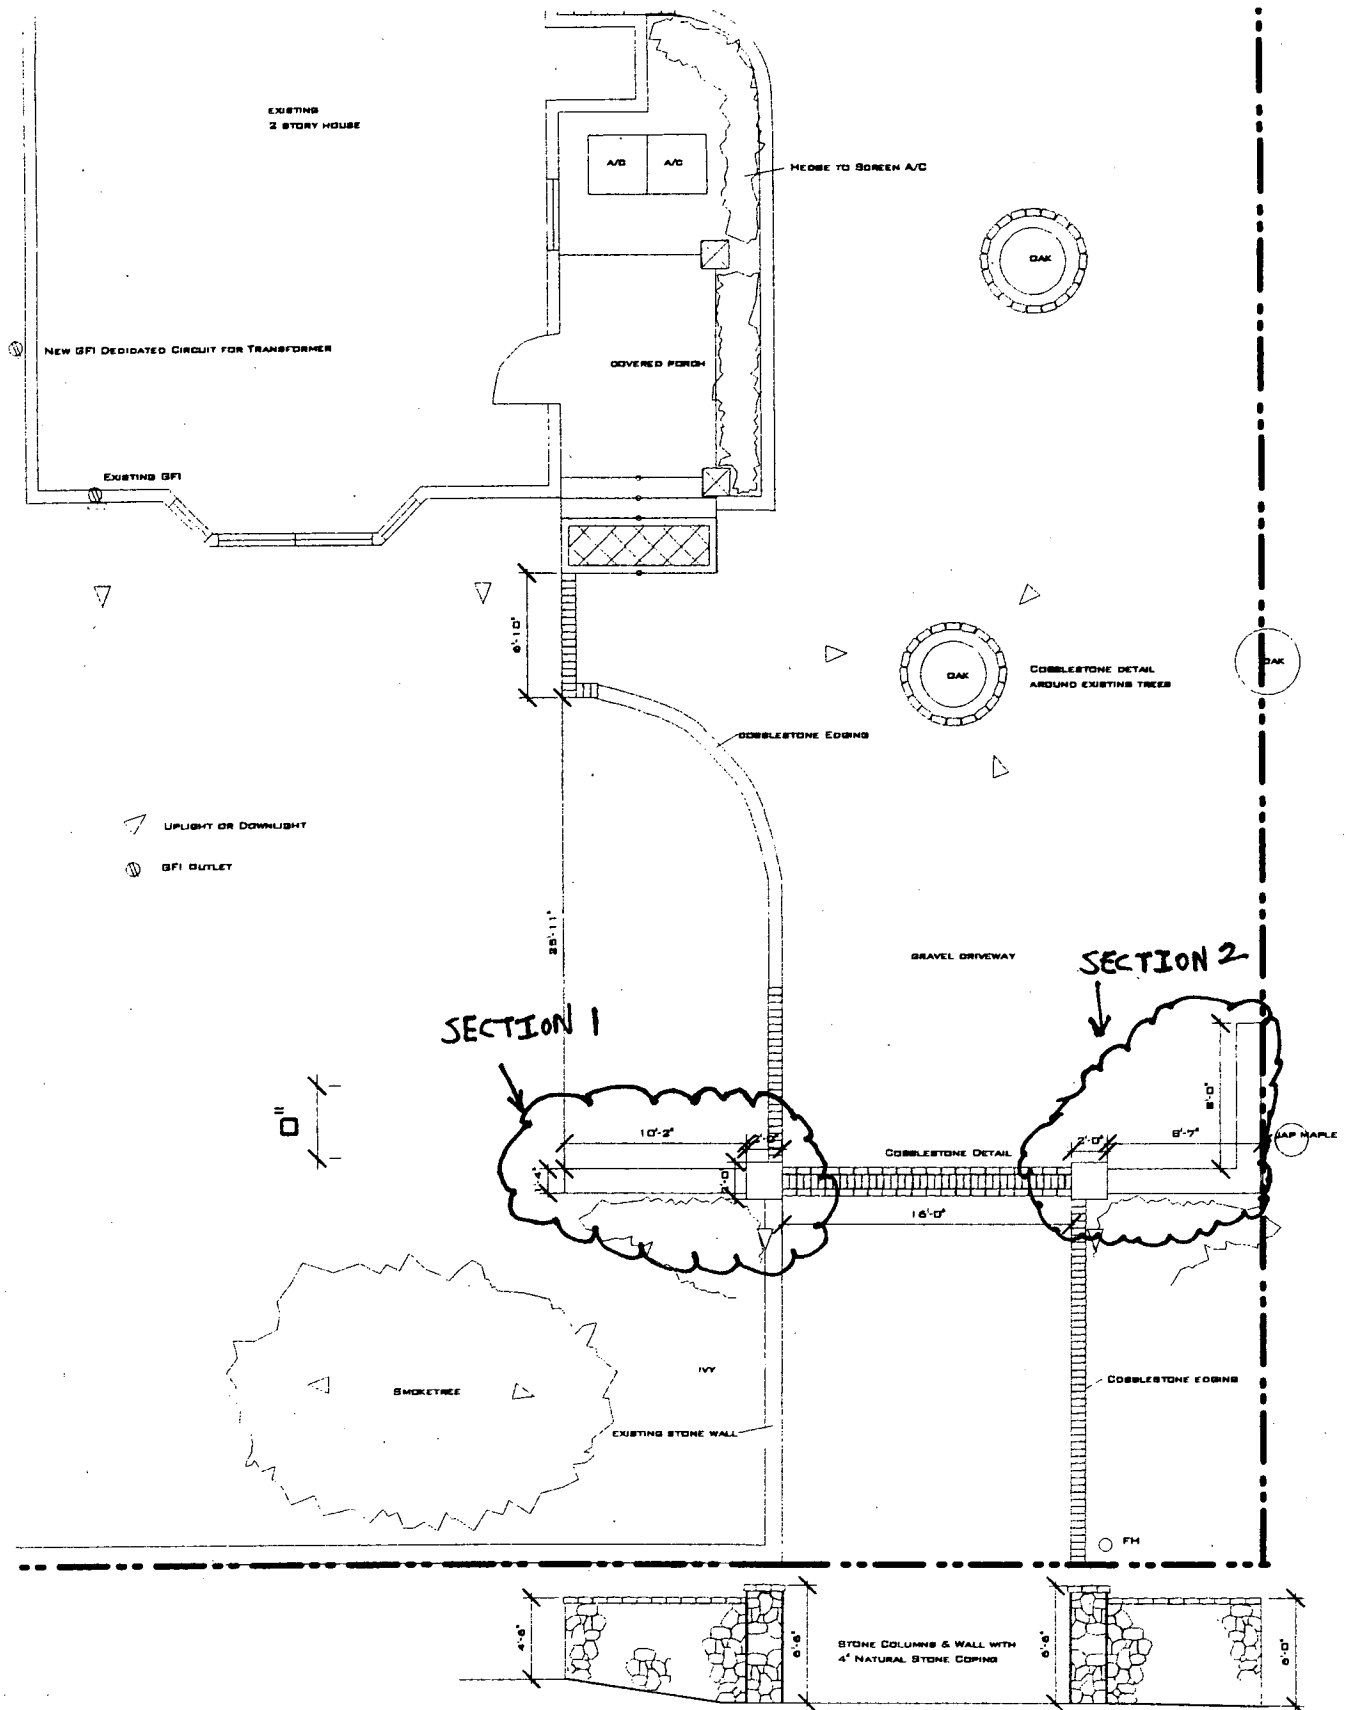 EXISTING
2 STORY HOUSE
A/C
A/C
HEDGE TO SCREEN A/C
OAK
NEW GFI DEDICATED CIRCUIT FOR TRANSFORMER
COVERED PORCH
EXISTING GFI
6'-10"
OAK
COBBLESTONE DETAIL
AROUND EXISTING TREES
OAK
COBBLESTONE EDGING
UPLIGHT OR DOWNLIGHT
GFI OUTLET
25'-11"
GRAVEL DRIVEWAY
SECTION 2
SECTION 1
8'-0"
10'-2"
2'-0"
COBBLESTONE DETAIL
2'-0"
8'-7"
JAP MAPLE
1'-4"
2'-0"
16'-0"
SMOKETREE
IVY
COBBLESTONE EDGING
EXISTING STONE WALL
FH
4'-6"
6'-6"
STONE COLUMNS & WALL WITH
4" NATURAL STONE COPING
6'-6"
6'-0"